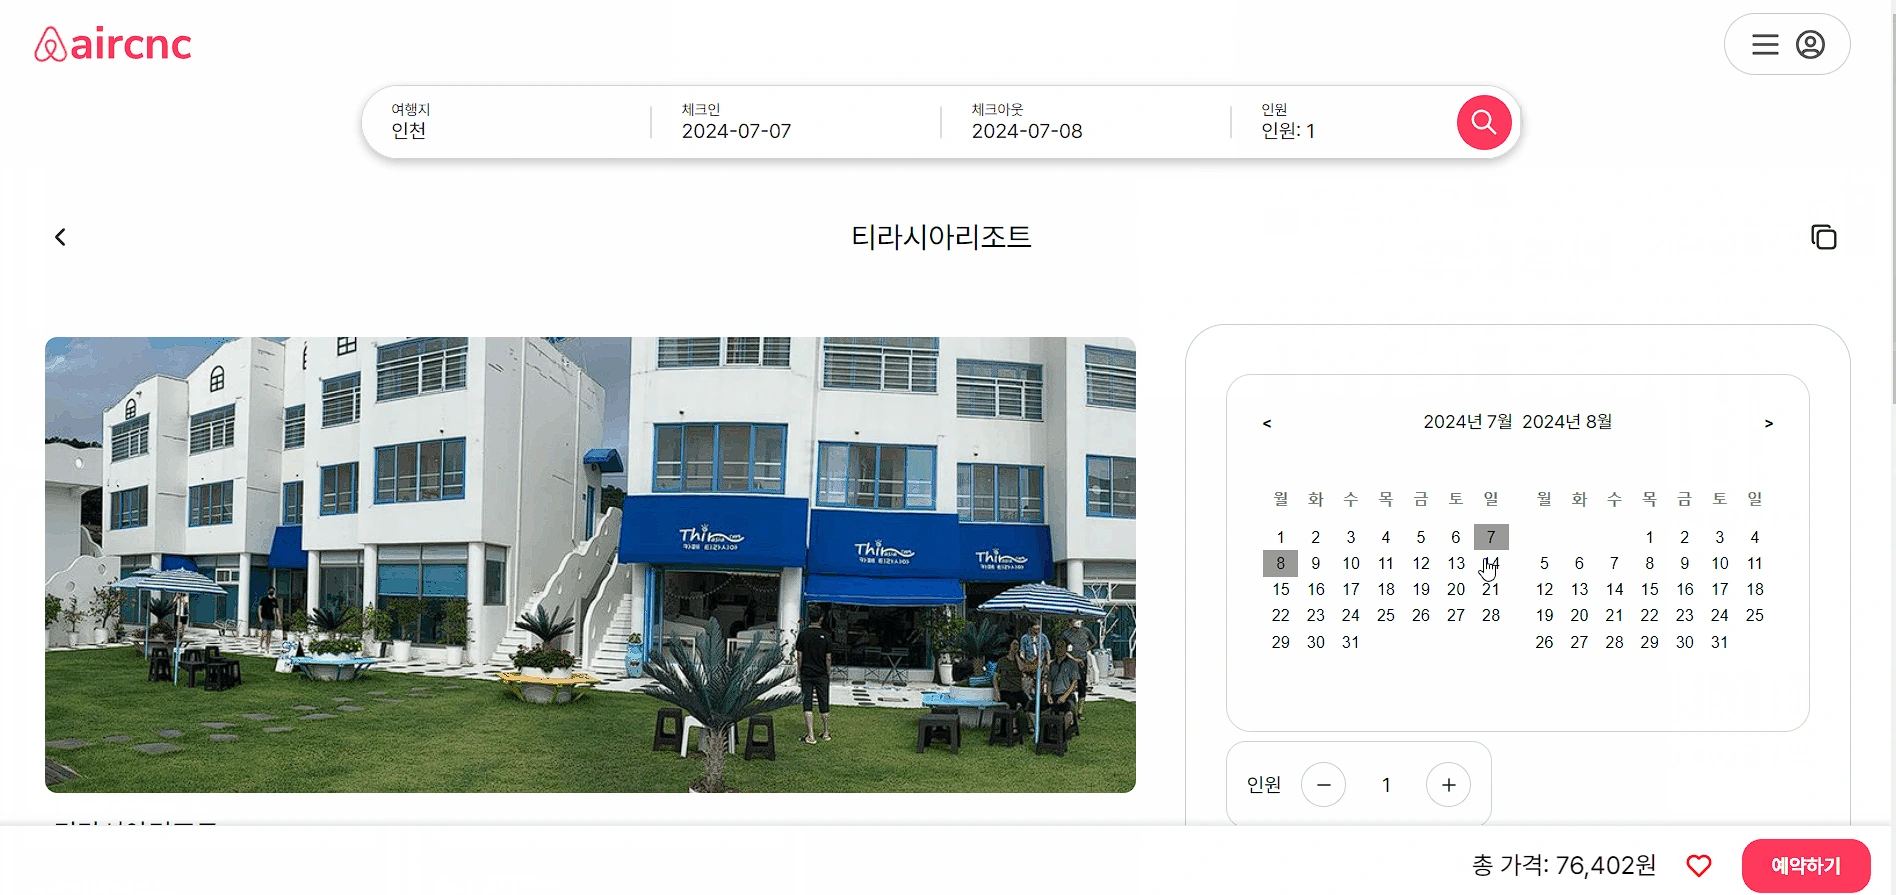 aircnc
여행지
인천
체크인
2024-07-07
체크아웃
2024-07-08
인원
인원: 1
티라시아리조트
< 2024년 7월 2024년 8월 >
월 화 수 목 금 토 일 월 화 수 목 금 토 일
1 2 3 4 5 6 7 1 2 3 4
8 9 10 11 12 13 14 5 6 7 8 9 10 11
15 16 17 18 19 20 21 12 13 14 15 16 17 18
22 23 24 25 26 27 28 19 20 21 22 23 24 25
29 30 31 26 27 28 29 30 31
인원 − 1 +
총 가격: 76,402원
예약하기